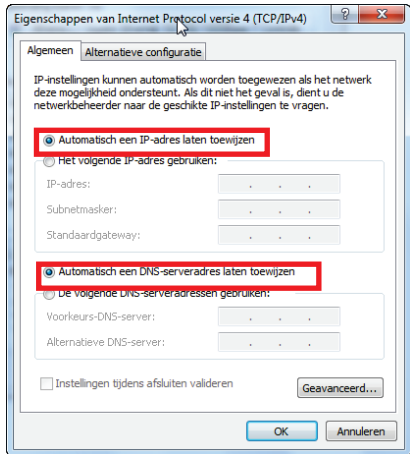 Eigenschappen van Internet Protocol versie 4 (TCP/IPv4)
Algemeen
Alternatieve configuratie
IP-instellingen kunnen automatisch worden toegewezen als het netwerk
deze mogelijkheid ondersteunt. Als dit niet het geval is, dient u de
netwerkbeheerder naar de geschikte IP-instellingen te vragen.
Automatisch een IP-adres laten toewijzen
Het volgende IP-adres gebruiken:
IP-adres:
Subnetmasker:
Standaardgateway:
Automatisch een DNS-serveradres laten toewijzen
De volgende DNS-serveradressen gebruiken:
Voorkeurs-DNS-server:
Alternatieve DNS-server:
Instellingen tijdens afsluiten valideren
Geavanceerd...
OK
Annuleren